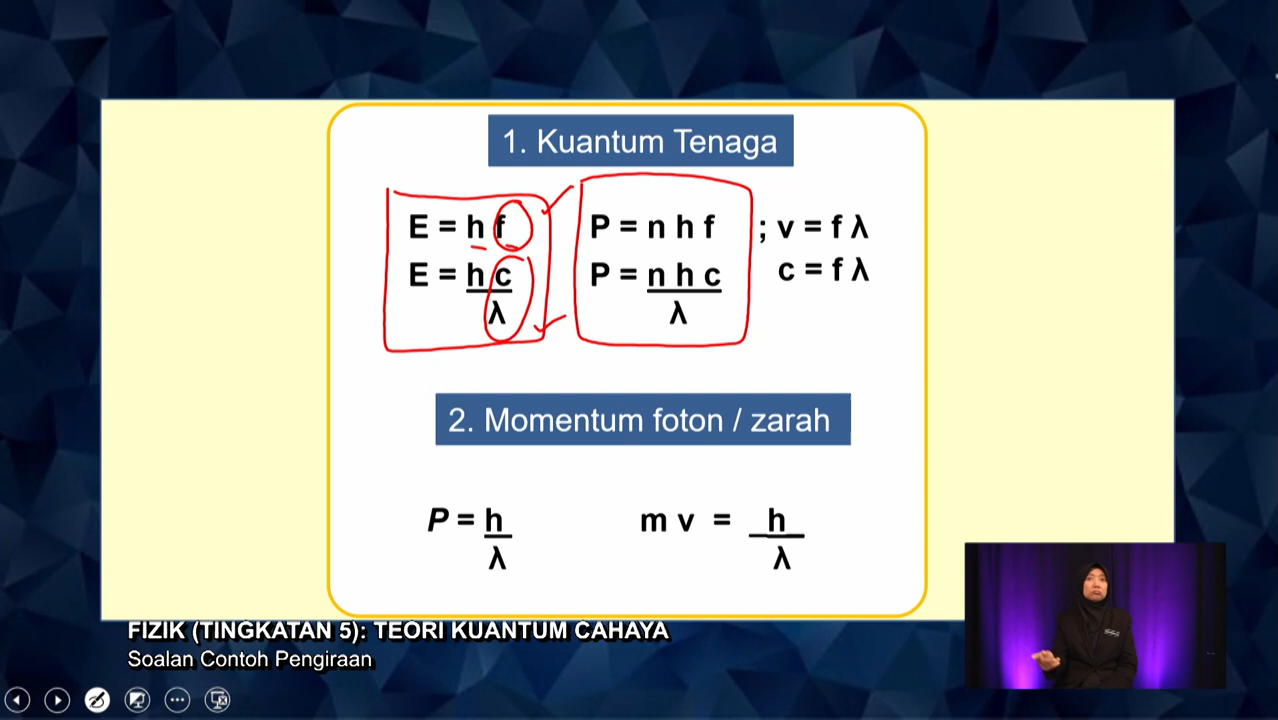 1. Kuantum Tenaga
E = h f P = n h f ; v = f λ
E = h c P = n h c c = f λ
λ λ
2. Momentum foton / zarah
P = h m v = h
λ λ
FIZIK (TINGKATAN 5): TEORI KUANTUM CAHAYA
Soalan Contoh Pengiraan